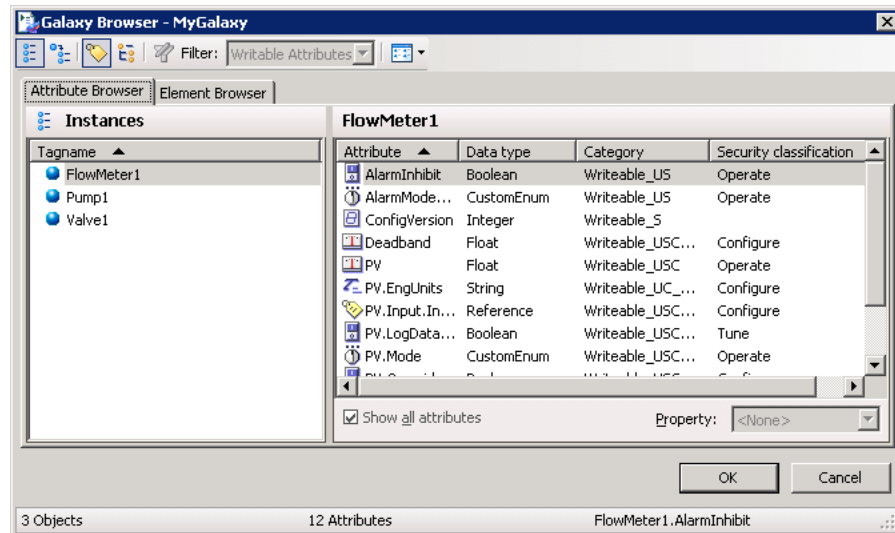 Galaxy Browser - MyGalaxy
Filter: Writable Attributes
Attribute Browser Element Browser
Instances FlowMeter1
Tagname Attribute Data type Category Security classification
FlowMeter1 AlarmInhibit Boolean Writeable_US Operate
Pump1 AlarmMode... CustomEnum Writeable_US Operate
Valve1 ConfigVersion Integer Writeable_S
Deadband Float Writeable_USC... Configure
PV Float Writeable_USC Operate
PV.EngUnits String Writeable_UC_... Configure
PV.Input.In... Reference Writeable_USC... Configure
PV.LogData... Boolean Writeable_USC... Tune
PV.Mode CustomEnum Writeable_USC... Operate
Show all attributes Property: <None>
OK Cancel
3 Objects 12 Attributes FlowMeter1.AlarmInhibit